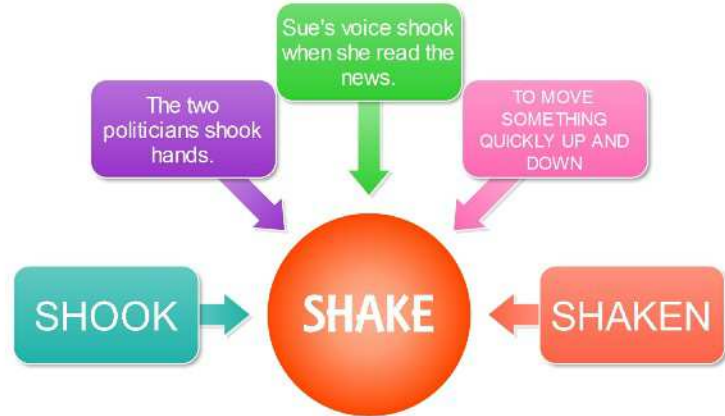 Sue's voice shook
when she read the
news.
The two
politicians shook
hands.
TO MOVE
SOMETHING
QUICKLY UP AND
DOWN
SHOOK
SHAKE
SHAKEN